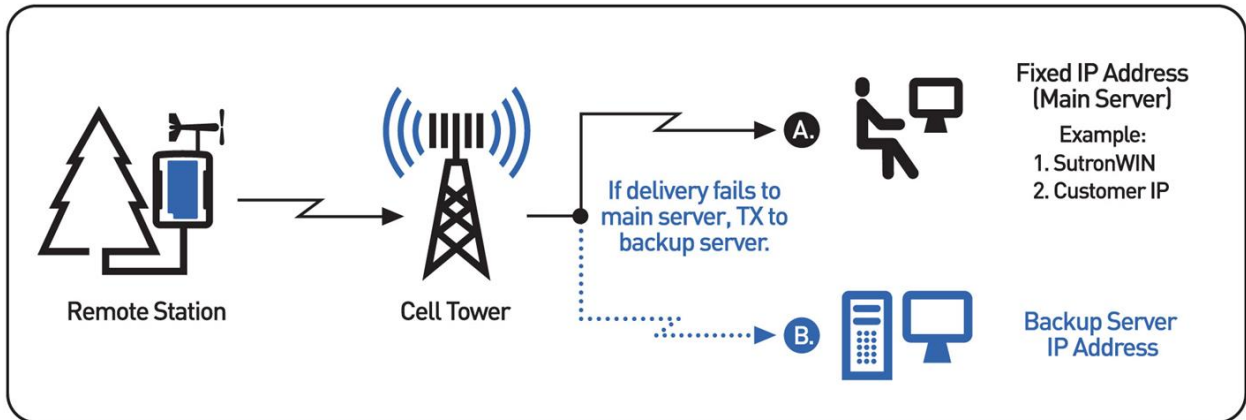 Remote Station
Cell Tower
If delivery fails to
main server, TX to
backup server.
A.
Fixed IP Address
(Main Server)
Example:
1. SutronWIN
2. Customer IP
B.
Backup Server
IP Address